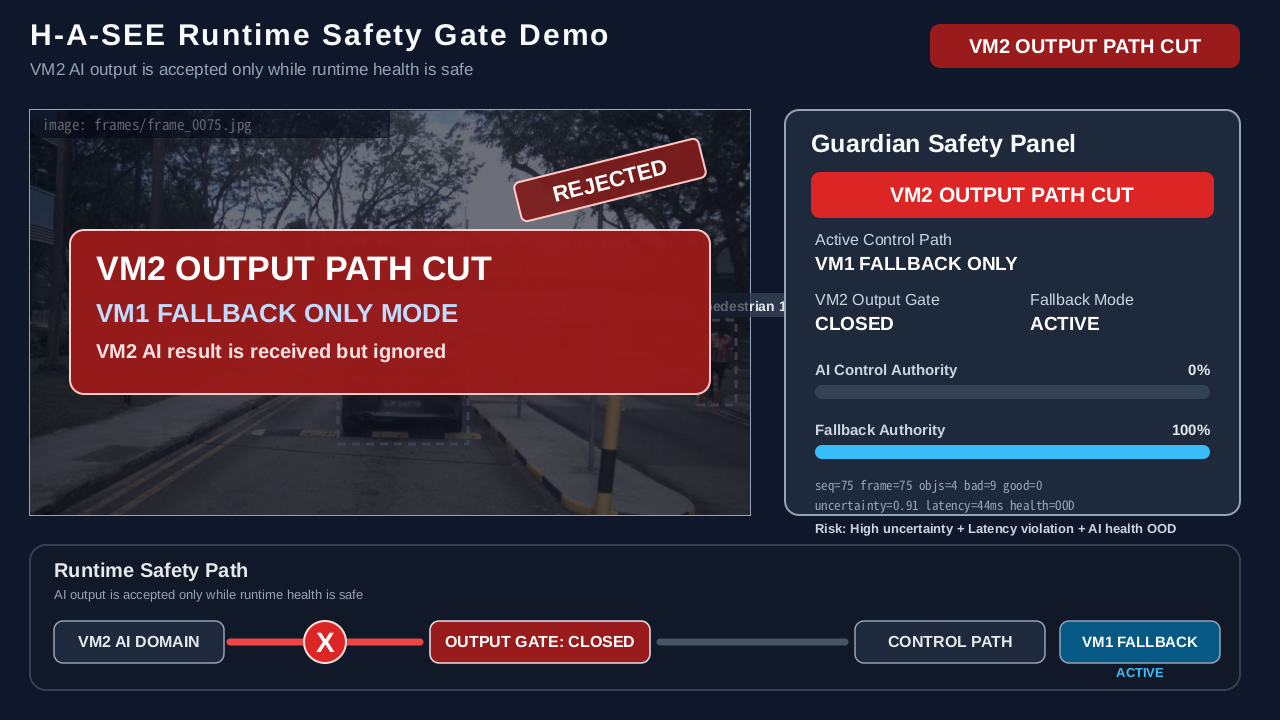 H-A-SEE Runtime Safety Gate Demo
VM2 AI output is accepted only while runtime health is safe
VM2 OUTPUT PATH CUT
image: frames/frame_0075.jpg
REJECTED
VM2 OUTPUT PATH CUT
VM1 FALLBACK ONLY MODE
VM2 AI result is received but ignored
pedestrian 1
Guardian Safety Panel
VM2 OUTPUT PATH CUT
Active Control Path
VM1 FALLBACK ONLY
VM2 Output Gate
CLOSED
Fallback Mode
ACTIVE
AI Control Authority 0%
Fallback Authority 100%
seq=75 frame=75 objs=4 bad=9 good=0
uncertainty=0.91 latency=44ms health=OOD
Risk: High uncertainty + Latency violation + AI health OOD
Runtime Safety Path
AI output is accepted only while runtime health is safe
VM2 AI DOMAIN
X
OUTPUT GATE: CLOSED
CONTROL PATH
VM1 FALLBACK
ACTIVE